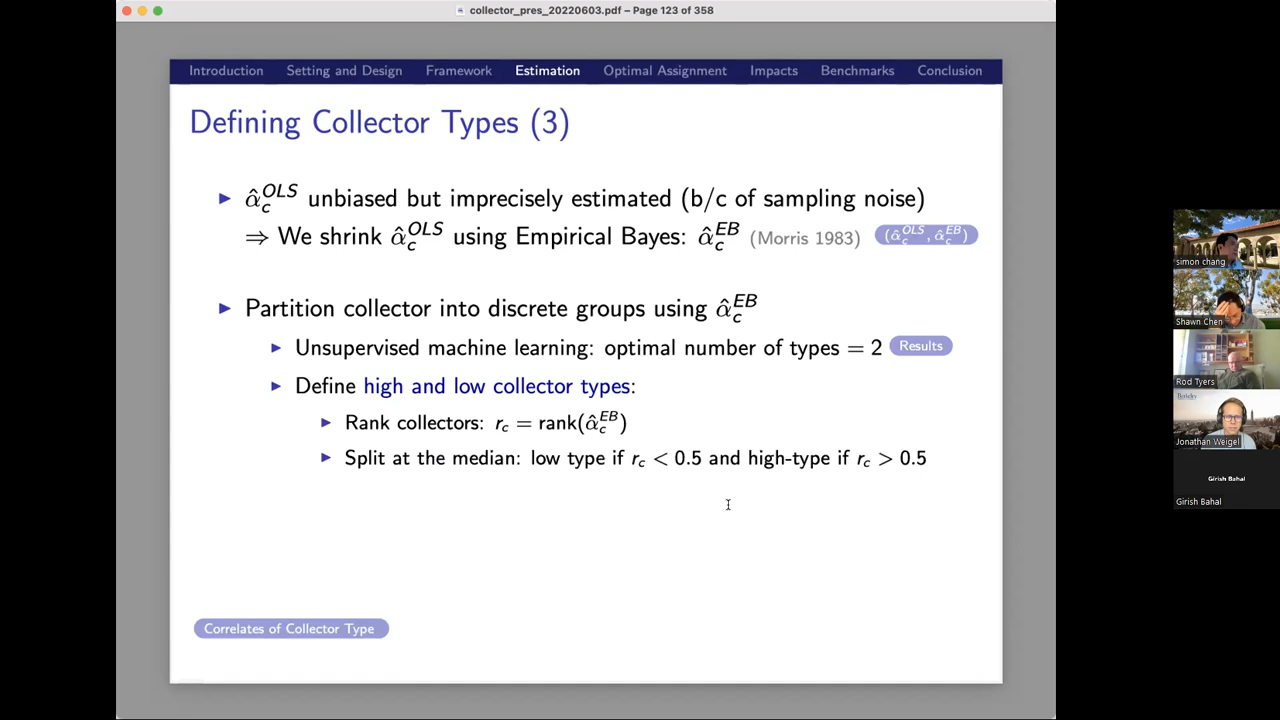 collector_pres_20220603.pdf – Page 123 of 358
Introduction Setting and Design Framework Estimation Optimal Assignment Impacts Benchmarks Conclusion
Defining Collector Types (3)
▶ α̂_c^OLS unbiased but imprecisely estimated (b/c of sampling noise)
⇒ We shrink α̂_c^OLS using Empirical Bayes: α̂_c^EB (Morris 1983) (α̂_c^OLS, α̂_c^EB)
▶ Partition collector into discrete groups using α̂_c^EB
▶ Unsupervised machine learning: optimal number of types = 2 Results
▶ Define high and low collector types:
▶ Rank collectors: r_c = rank(α̂_c^EB)
▶ Split at the median: low type if r_c < 0.5 and high-type if r_c > 0.5
Correlates of Collector Type
simon chang
Shawn Chen
Rod Tyers
Berkeley
Jonathan Weigel
Girish Bahal
Girish Bahal